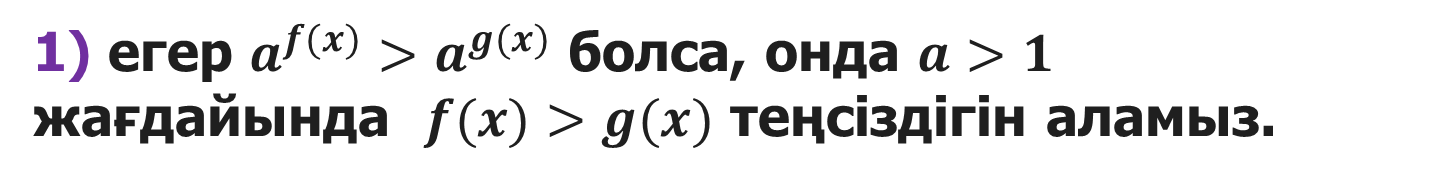 1) егер a^{f(x)} > a^{g(x)} болса, онда a > 1
жағдайында f(x) > g(x) теңсіздігін аламыз.